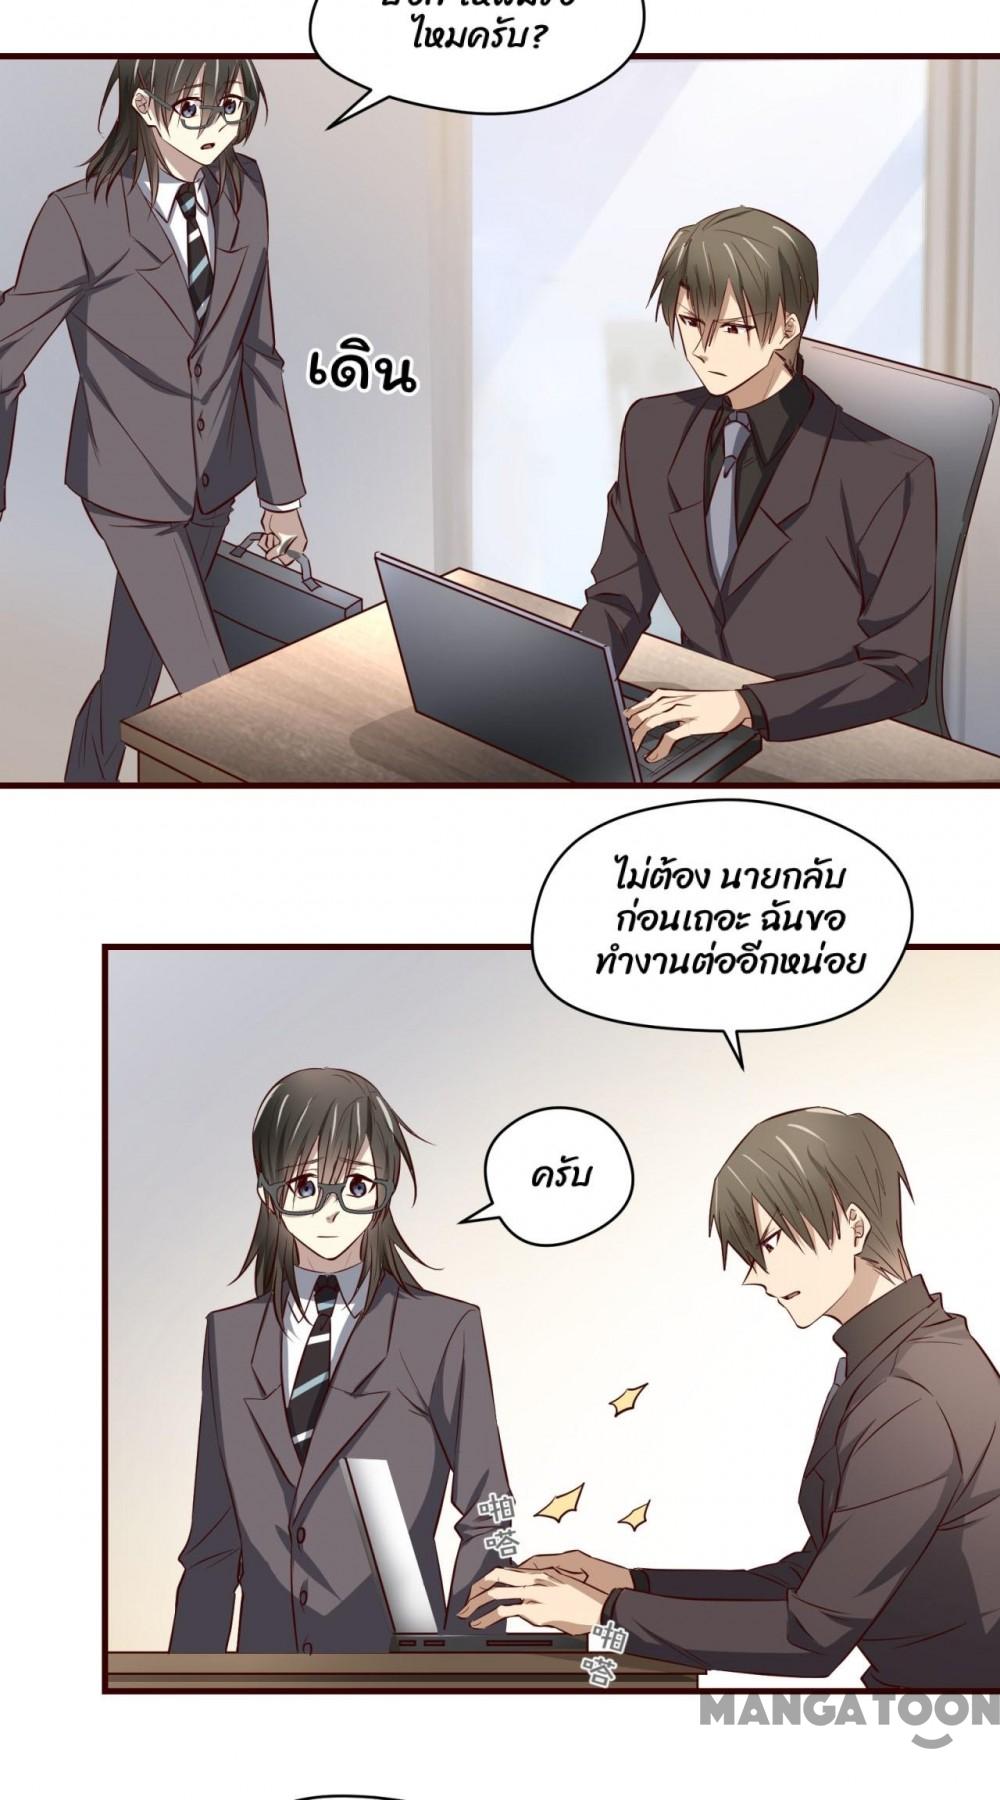 ไหมครับ?
เดิน
ไม่ต้อง นายกลับ
ก่อนเถอะ ฉันขอ
ทำงานต่ออีกหน่อย
ครับ
啪
嗒
啪
嗒
MANGATOON